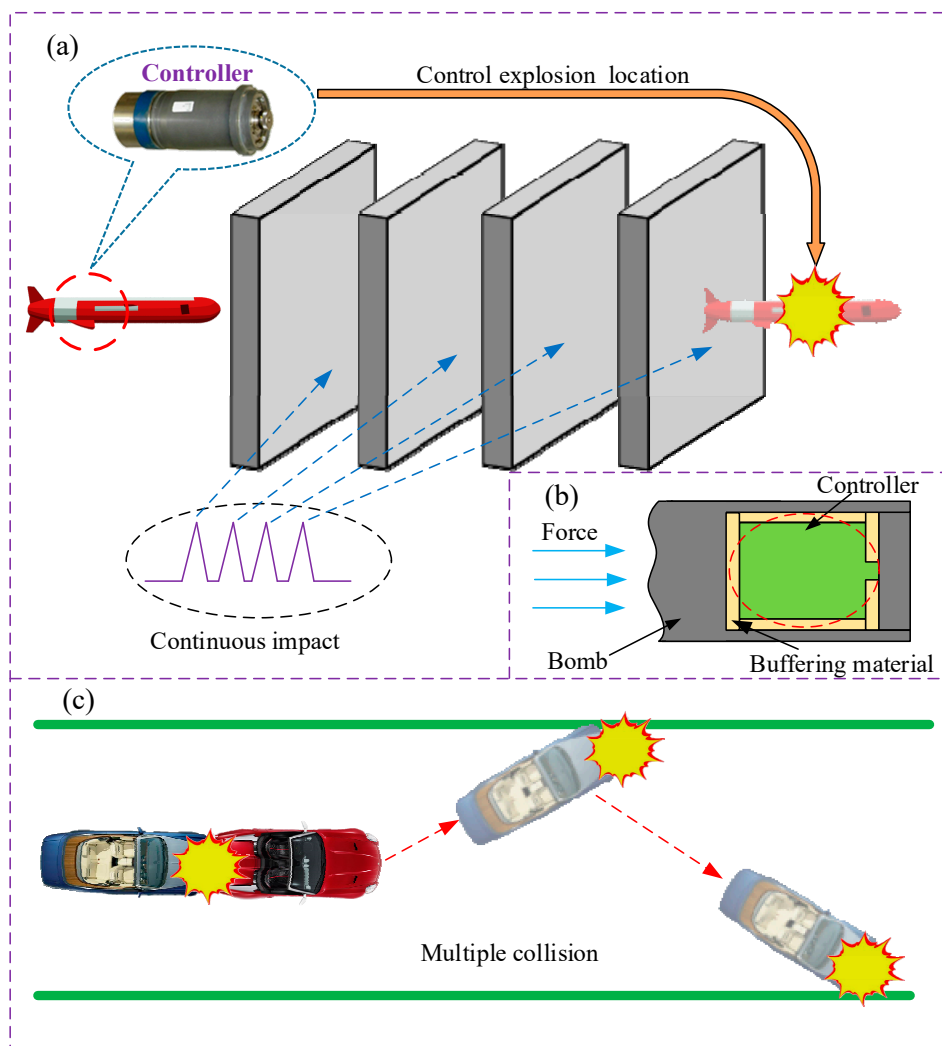 (a)
Controller
Control explosion location
Continuous impact
(b)
Controller
Force
Bomb
Buffering material
(c)
Multiple collision